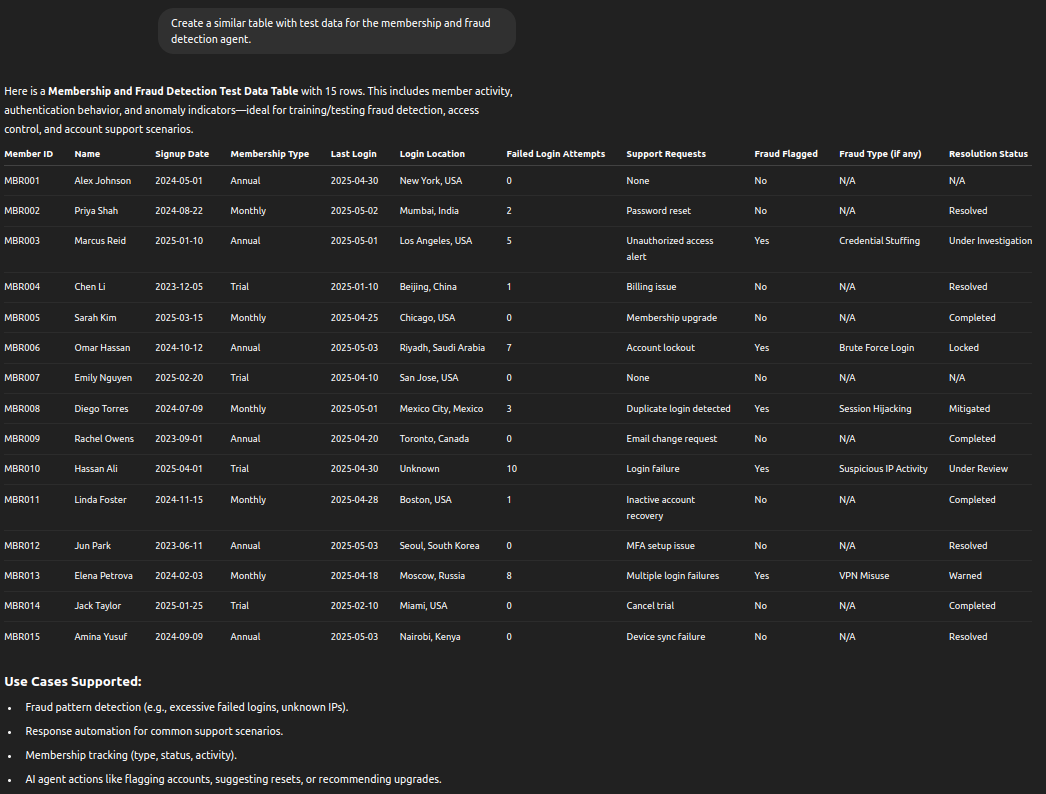 Create a similar table with test data for the membership and fraud
detection agent.
Here is a Membership and Fraud Detection Test Data Table with 15 rows. This includes member activity,
authentication behavior, and anomaly indicators—ideal for training/testing fraud detection, access
control, and account support scenarios.
Member ID Name Signup Date Membership Type Last Login Login Location Failed Login Attempts Support Requests Fraud Flagged Fraud Type (if any) Resolution Status
MBR001 Alex Johnson 2024-05-01 Annual 2025-04-30 New York, USA 0 None No N/A N/A
MBR002 Priya Shah 2024-08-22 Monthly 2025-05-02 Mumbai, India 2 Password reset No N/A Resolved
MBR003 Marcus Reid 2025-01-10 Annual 2025-05-01 Los Angeles, USA 5 Unauthorized access Yes Credential Stuffing Under Investigation
alert
MBR004 Chen Li 2023-12-05 Trial 2025-01-10 Beijing, China 1 Billing issue No N/A Resolved
MBR005 Sarah Kim 2025-03-15 Monthly 2025-04-25 Chicago, USA 0 Membership upgrade No N/A Completed
MBR006 Omar Hassan 2024-10-12 Annual 2025-05-03 Riyadh, Saudi Arabia 7 Account lockout Yes Brute Force Login Locked
MBR007 Emily Nguyen 2025-02-20 Trial 2025-04-10 San Jose, USA 0 None No N/A N/A
MBR008 Diego Torres 2024-07-09 Monthly 2025-05-01 Mexico City, Mexico 3 Duplicate login detected Yes Session Hijacking Mitigated
MBR009 Rachel Owens 2023-09-01 Annual 2025-04-20 Toronto, Canada 0 Email change request No N/A Completed
MBR010 Hassan Ali 2025-04-01 Trial 2025-04-30 Unknown 10 Login failure Yes Suspicious IP Activity Under Review
MBR011 Linda Foster 2024-11-15 Monthly 2025-04-28 Boston, USA 1 Inactive account No N/A Completed
recovery
MBR012 Jun Park 2023-06-11 Annual 2025-05-03 Seoul, South Korea 0 MFA setup issue No N/A Resolved
MBR013 Elena Petrova 2024-02-03 Monthly 2025-04-18 Moscow, Russia 8 Multiple login failures Yes VPN Misuse Warned
MBR014 Jack Taylor 2025-01-25 Trial 2025-02-10 Miami, USA 0 Cancel trial No N/A Completed
MBR015 Amina Yusuf 2024-09-09 Annual 2025-05-03 Nairobi, Kenya 0 Device sync failure No N/A Resolved
Use Cases Supported:
• Fraud pattern detection (e.g., excessive failed logins, unknown IPs).
• Response automation for common support scenarios.
• Membership tracking (type, status, activity).
• AI agent actions like flagging accounts, suggesting resets, or recommending upgrades.